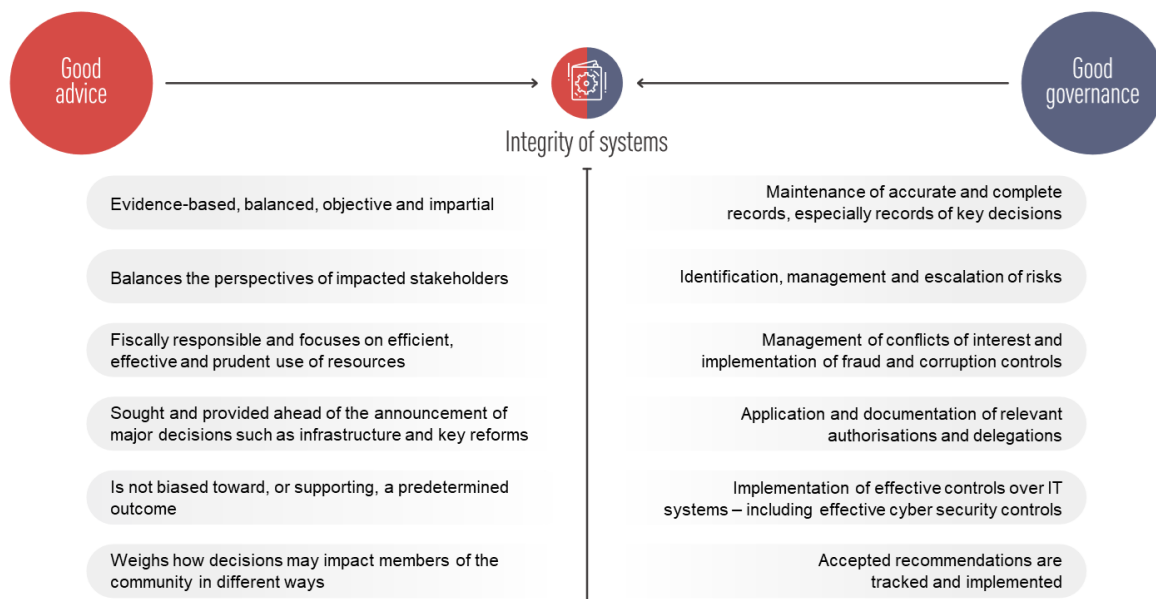 Good
advice
Good
governance
Integrity of systems
Evidence-based, balanced, objective and impartial
Balances the perspectives of impacted stakeholders
Fiscally responsible and focuses on efficient,
effective and prudent use of resources
Sought and provided ahead of the announcement of
major decisions such as infrastructure and key reforms
Is not biased toward, or supporting, a predetermined
outcome
Weighs how decisions may impact members of the
community in different ways
Maintenance of accurate and complete
records, especially records of key decisions
Identification, management and escalation of risks
Management of conflicts of interest and
implementation of fraud and corruption controls
Application and documentation of relevant
authorisations and delegations
Implementation of effective controls over IT
systems – including effective cyber security controls
Accepted recommendations are
tracked and implemented